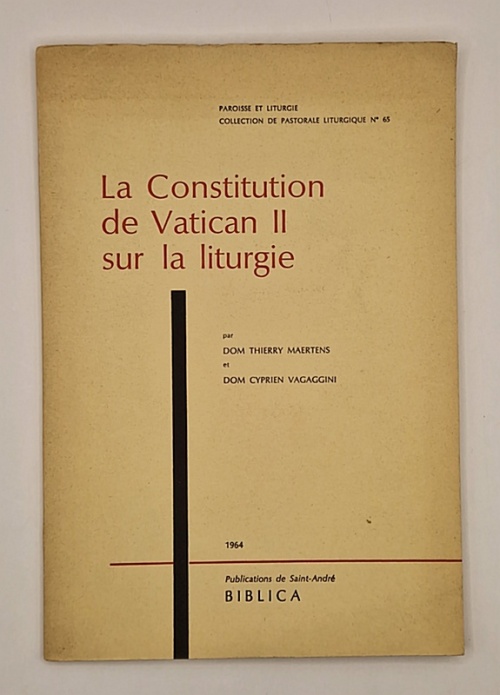 PAROISSE ET LITURGIE
COLLECTION DE PASTORALE LITURGIQUE N° 65
La Constitution
de Vatican II
sur la liturgie
par
DOM THIERRY MAERTENS
et
DOM CYPRIEN VAGAGGINI
1964
Publications de Saint-André
BIBLICA